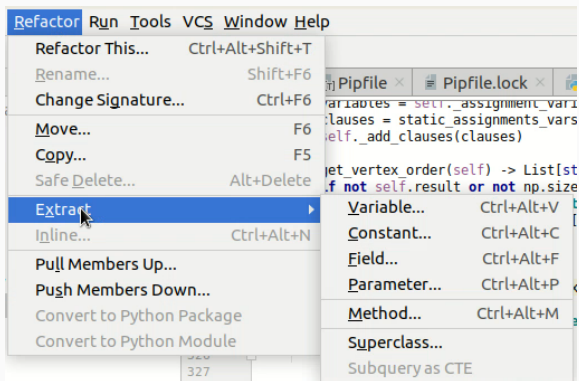 Refactor Run Tools VCS Window Help
Refactor This... Ctrl+Alt+Shift+T
Rename... Shift+F6
Change Signature... Ctrl+F6
Move... F6
Copy... F5
Safe Delete... Alt+Delete
Extract
Inline... Ctrl+Alt+N
Pull Members Up...
Push Members Down...
Convert to Python Package
Convert to Python Module
Pipfile × Pipfile.lock ×
= self._assignment_vari
clauses = static_assignments_vars
self._add_clauses(clauses)
get_vertex_order(self) -> List[st
if not self.result or not np.size
Variable... Ctrl+Alt+V
Constant... Ctrl+Alt+C
Field... Ctrl+Alt+F
Parameter... Ctrl+Alt+P
Method... Ctrl+Alt+M
Superclass...
Subquery as CTE
327